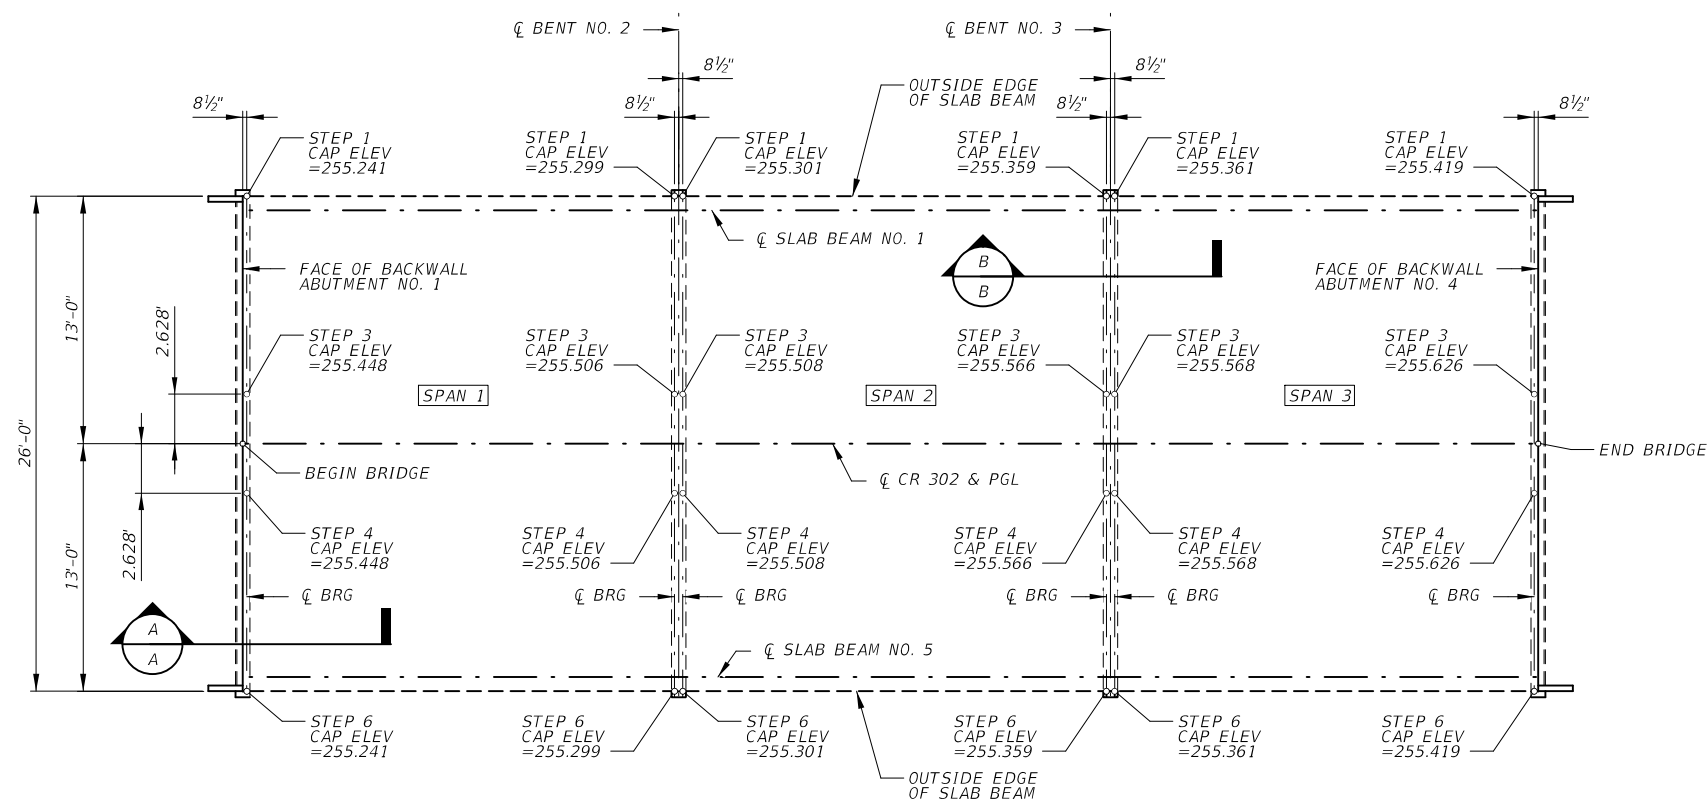 ℄ BENT NO. 2
℄ BENT NO. 3
8½"
8½"
OUTSIDE EDGE
OF SLAB BEAM
8½"
8½"
8½"
8½"
STEP 1
CAP ELEV
=255.241
STEP 1
CAP ELEV
=255.299
STEP 1
CAP ELEV
=255.301
STEP 1
CAP ELEV
=255.359
STEP 1
CAP ELEV
=255.361
STEP 1
CAP ELEV
=255.419
℄ SLAB BEAM NO. 1
FACE OF BACKWALL
ABUTMENT NO. 1
B
B
FACE OF BACKWALL
ABUTMENT NO. 4
26'-0"
13'-0"
2.628'
STEP 3
CAP ELEV
=255.448
STEP 3
CAP ELEV
=255.506
STEP 3
CAP ELEV
=255.508
STEP 3
CAP ELEV
=255.566
STEP 3
CAP ELEV
=255.568
STEP 3
CAP ELEV
=255.626
SPAN 1
SPAN 2
SPAN 3
BEGIN BRIDGE
℄ CR 302 & PGL
END BRIDGE
13'-0"
2.628'
STEP 4
CAP ELEV
=255.448
STEP 4
CAP ELEV
=255.506
STEP 4
CAP ELEV
=255.508
STEP 4
CAP ELEV
=255.566
STEP 4
CAP ELEV
=255.568
STEP 4
CAP ELEV
=255.626
℄ BRG
℄ BRG
℄ BRG
℄ BRG
℄ BRG
℄ BRG
A
A
℄ SLAB BEAM NO. 5
STEP 6
CAP ELEV
=255.241
STEP 6
CAP ELEV
=255.299
STEP 6
CAP ELEV
=255.301
STEP 6
CAP ELEV
=255.359
STEP 6
CAP ELEV
=255.361
STEP 6
CAP ELEV
=255.419
OUTSIDE EDGE
OF SLAB BEAM